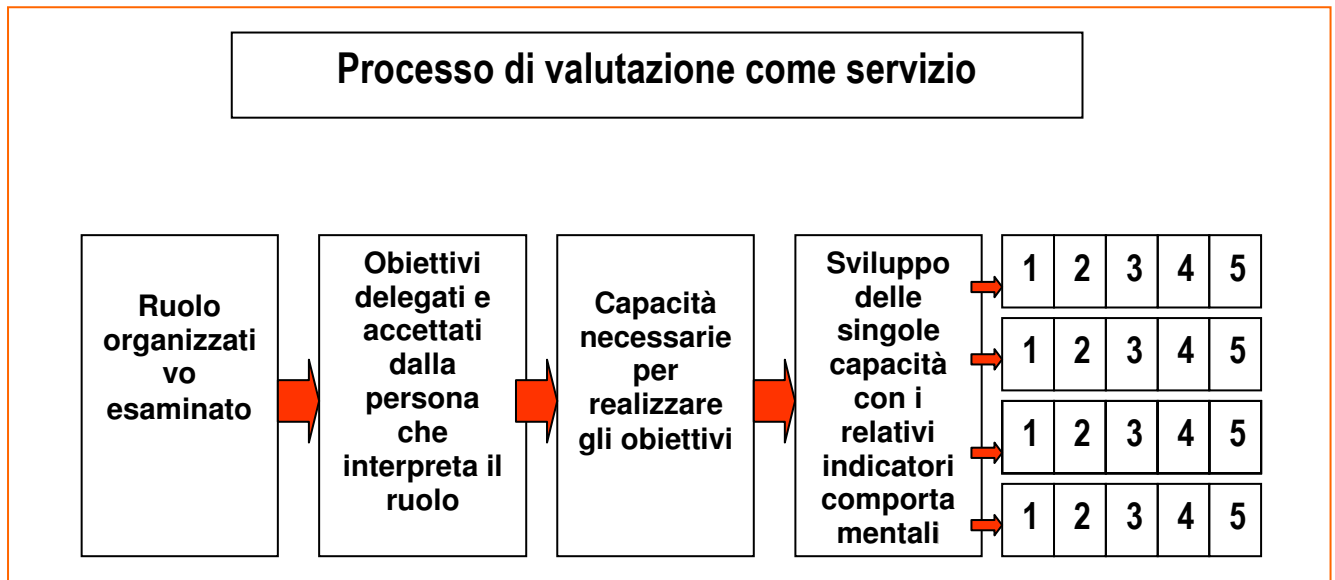 Processo di valutazione come servizio
Ruolo
organizzati
vo
esaminato
Obiettivi
delegati e
accettati
dalla
persona
che
interpreta il
ruolo
Capacità
necessarie
per
realizzare
gli obiettivi
Sviluppo
delle
singole
capacità
con i
relativi
indicatori
comporta
mentali
1 2 3 4 5
1 2 3 4 5
1 2 3 4 5
1 2 3 4 5